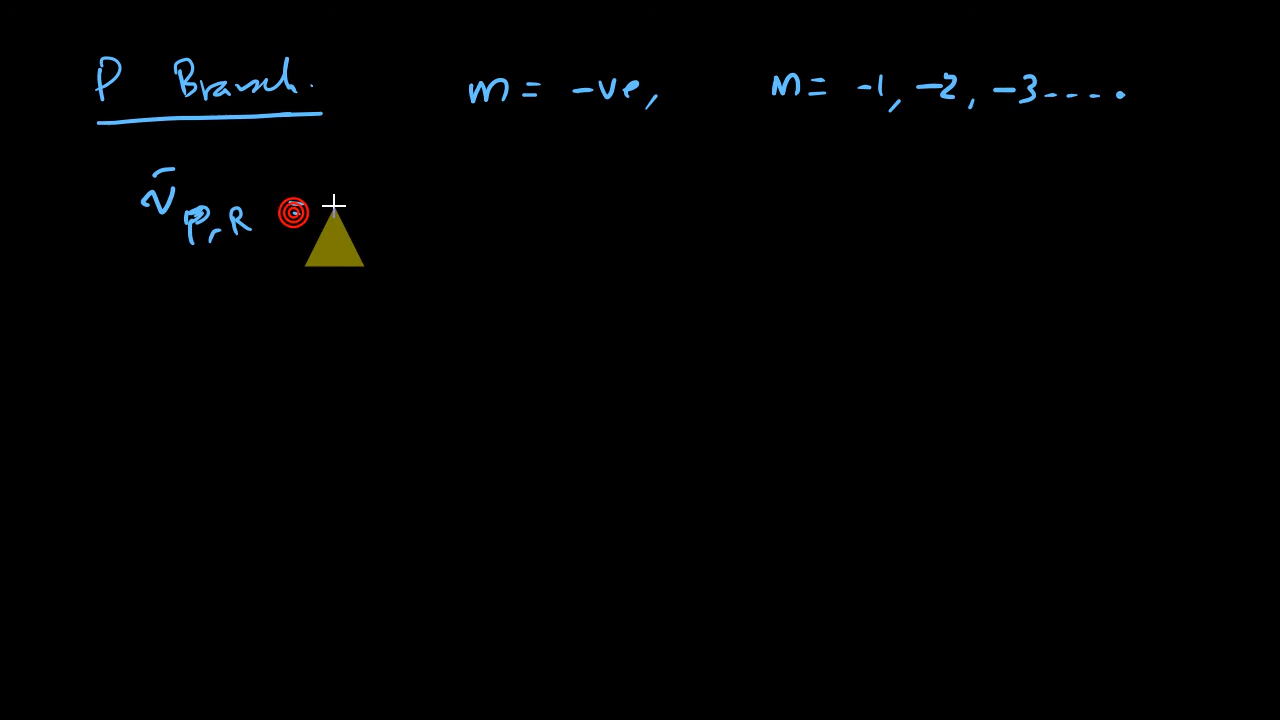 P Branch. m = -ve, m = -1, -2, -3.....
ν̄ P,R =